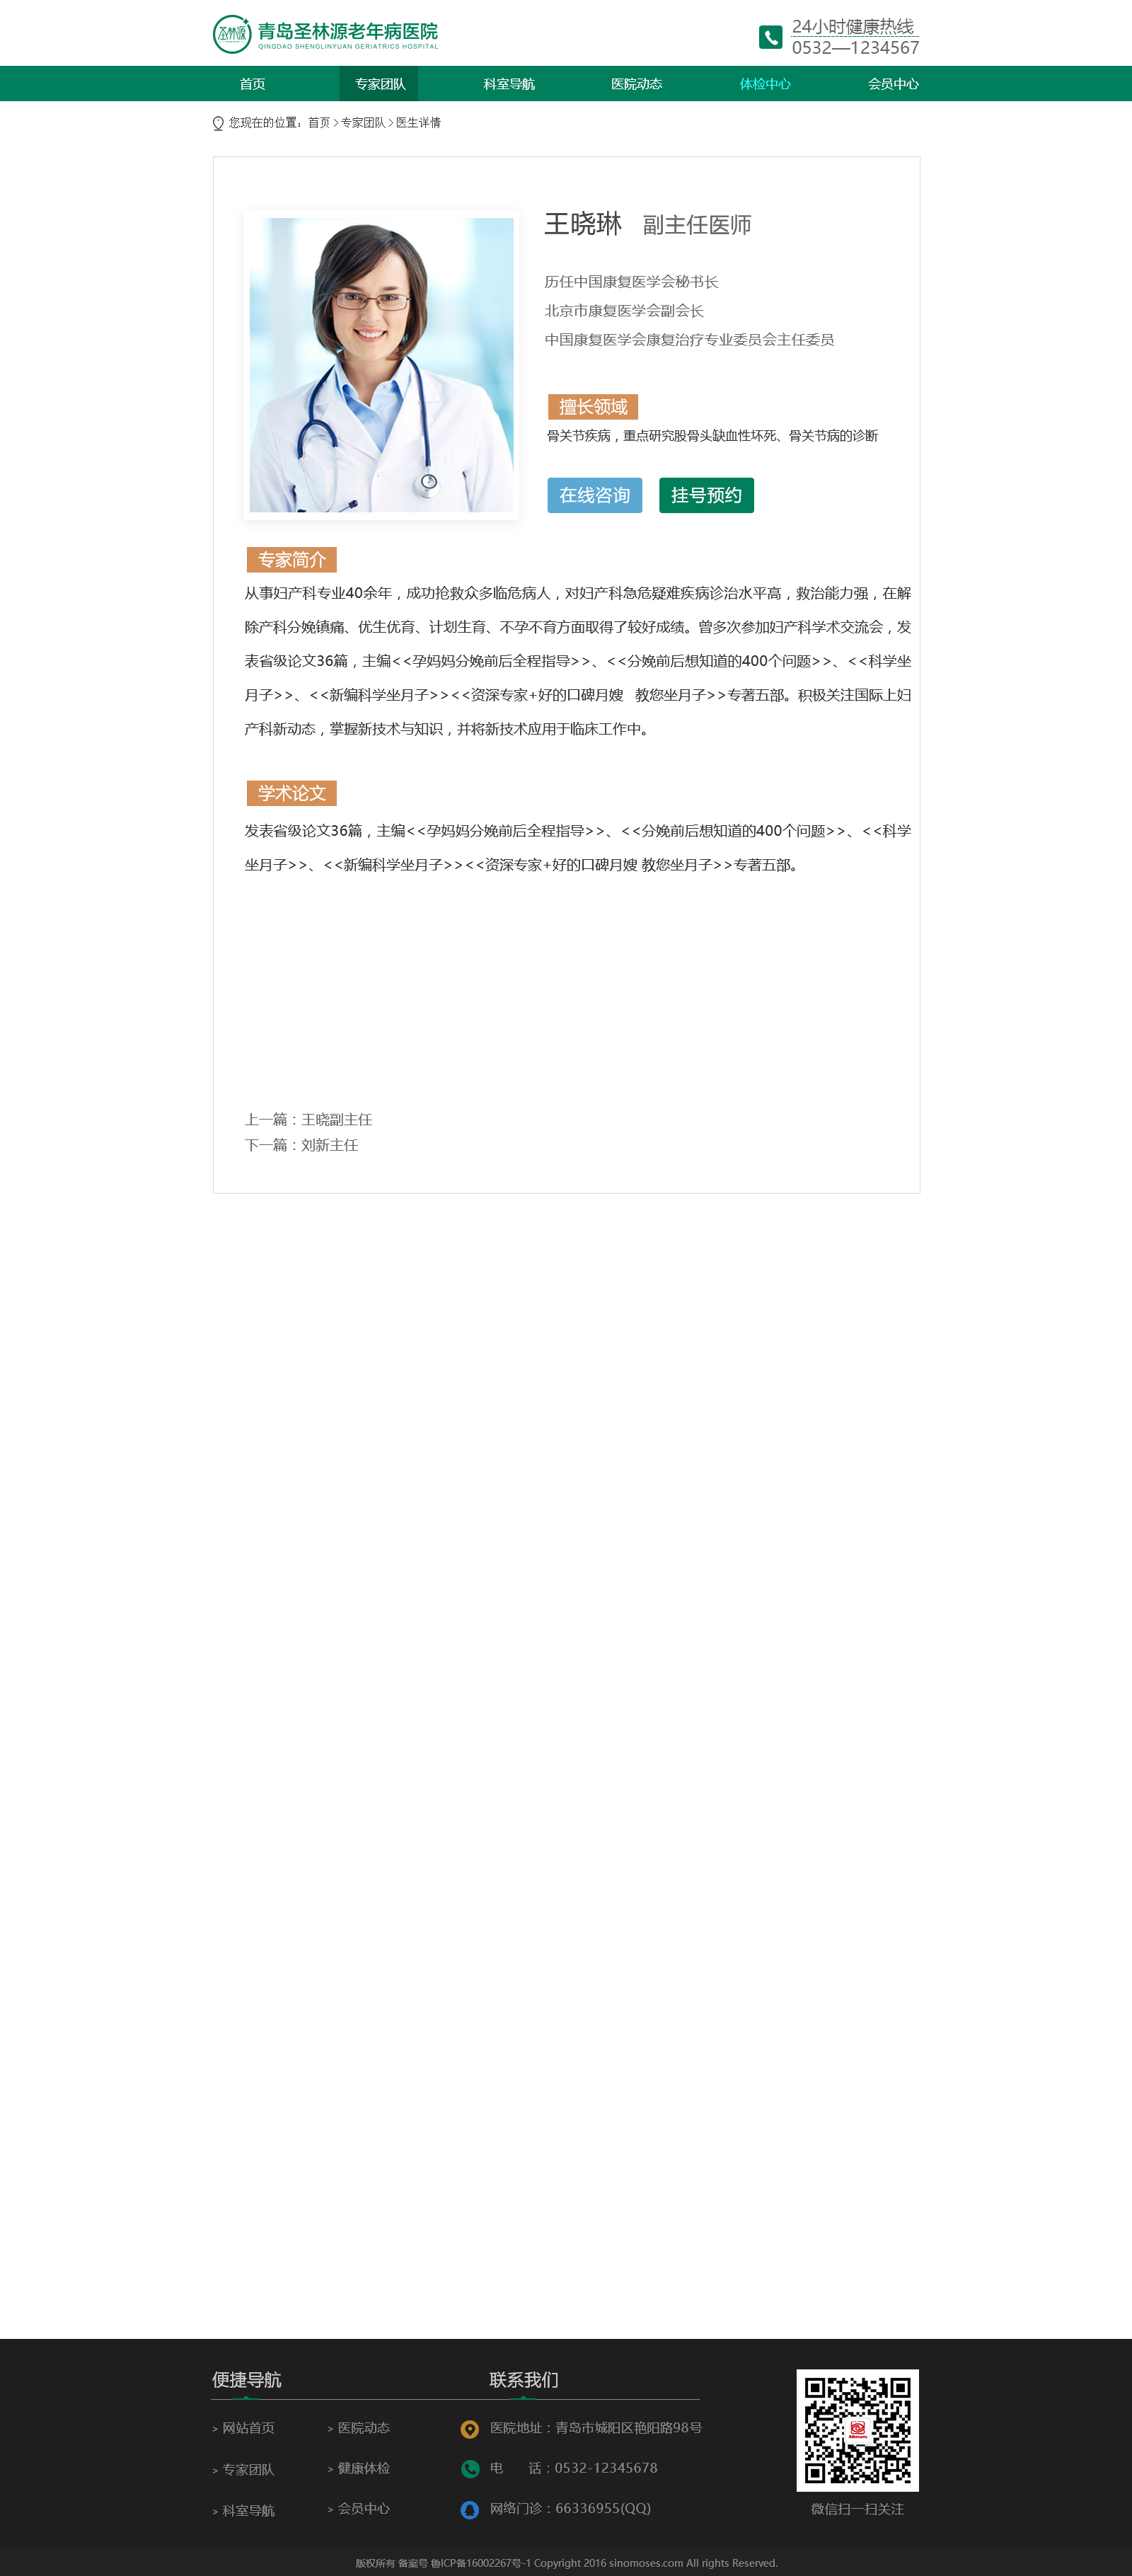 圣林源
青岛圣林源老年病医院
QINGDAO SHENGLINYUAN GERIATRICS HOSPITAL
24小时健康热线
0532—1234567
首页 专家团队 科室导航 医院动态 体检中心 会员中心
您现在的位置：首页>专家团队>医生详情
王晓琳 副主任医师
历任中国康复医学会秘书长
北京市康复医学会副会长
中国康复医学会康复治疗专业委员会主任委员
擅长领域
骨关节疾病，重点研究股骨头缺血性坏死、骨关节病的诊断
在线咨询 挂号预约
专家简介
从事妇产科专业40余年，成功抢救众多临危病人，对妇产科急危疑难疾病诊治水平高，救治能力强，在解
除产科分娩镇痛、优生优育、计划生育、不孕不育方面取得了较好成绩。曾多次参加妇产科学术交流会，发
表省级论文36篇，主编<<孕妈妈分娩前后全程指导>>、<<分娩前后想知道的400个问题>>、<<科学坐
月子>>、<<新编科学坐月子>><<资深专家+好的口碑月嫂 教您坐月子>>专著五部。积极关注国际上妇
产科新动态，掌握新技术与知识，并将新技术应用于临床工作中。
学术论文
发表省级论文36篇，主编<<孕妈妈分娩前后全程指导>>、<<分娩前后想知道的400个问题>>、<<科学
坐月子>>、<<新编科学坐月子>><<资深专家+好的口碑月嫂 教您坐月子>>专著五部。
上一篇：王晓副主任
下一篇：刘新主任
便捷导航
> 网站首页 > 医院动态
> 专家团队 > 健康体检
> 科室导航 > 会员中心
联系我们
医院地址：青岛市城阳区艳阳路98号
电 话：0532-12345678
网络门诊：66336955(QQ)
Moses
微信扫一扫关注
版权所有 备案号 鲁ICP备16002267号-1 Copyright 2016 sinomoses.com All rights Reserved.